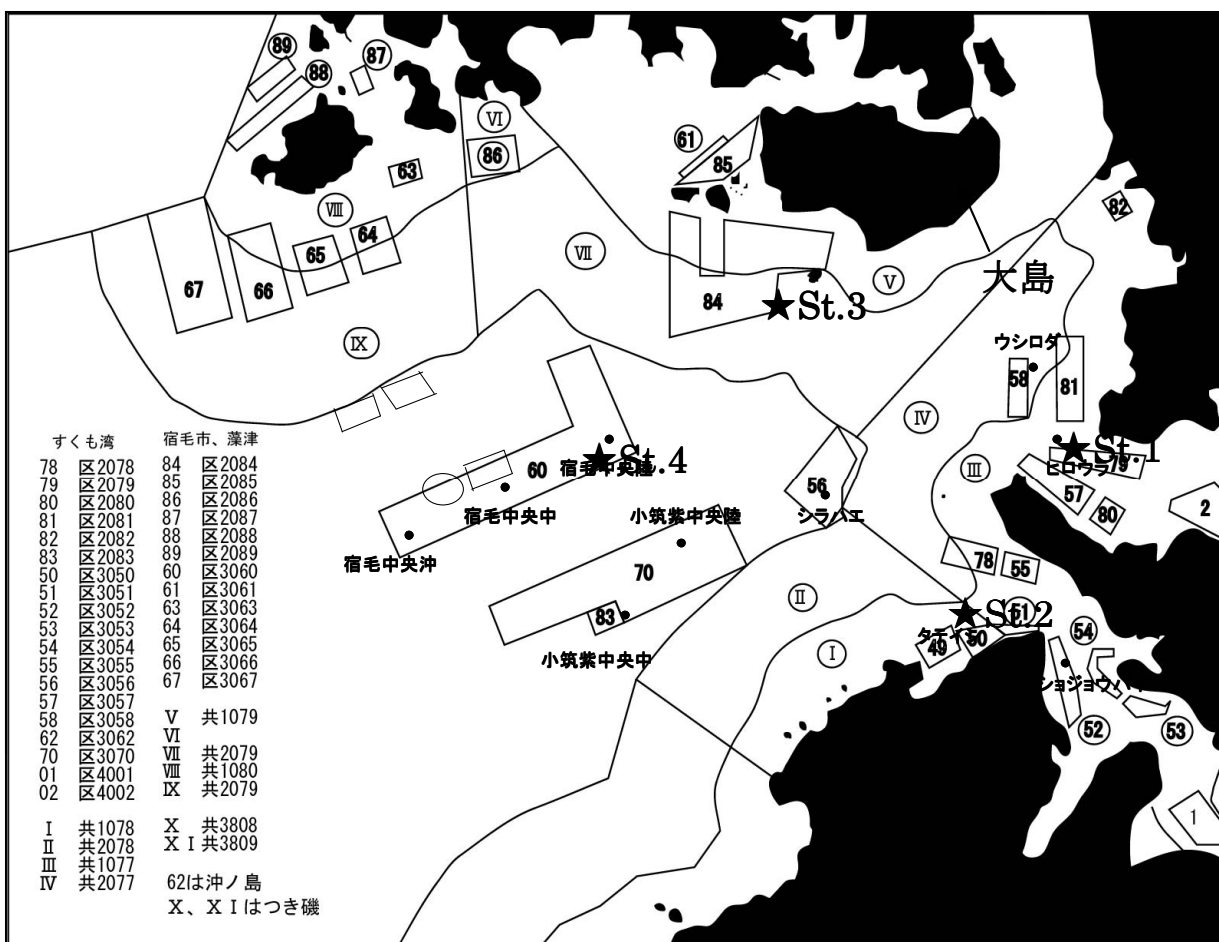 89
88
87
Ⅵ
86
61
85
63
82
Ⅷ
64
65
Ⅶ
67
66
84
St.3
Ⅴ
大島
Ⅸ
ウシロダ
58
81
Ⅳ
St.1
79
ヒロウラ
57
80
2
Ⅲ
60
宿毛中央陸
St.4
宿毛中央中
宿毛中央沖
56
シラハエ
小筑紫中央陸
70
83
小筑紫中央中
78
55
Ⅱ
Ⅰ
St.2
51
50
49
54
52
53
1
すくも湾
78 区2078
79 区2079
80 区2080
81 区2081
82 区2082
83 区2083
50 区3050
51 区3051
52 区3052
53 区3053
54 区3054
55 区3055
56 区3056
57 区3057
58 区3058
62 区3062
70 区3070
01 区4001
02 区4002
Ⅰ 共1078
Ⅱ 共2078
Ⅲ 共1077
Ⅳ 共2077
宿毛市、藻津
84 区2084
85 区2085
86 区2086
87 区2087
88 区2088
89 区2089
60 区3060
61 区3061
63 区3063
64 区3064
65 区3065
66 区3066
67 区3067
Ⅴ 共1079
Ⅵ
Ⅶ 共2079
Ⅷ 共1080
Ⅸ 共2079
Ⅹ 共3808
ⅩⅠ共3809
62は沖ノ島
Ⅹ、ⅩⅠはつき磯